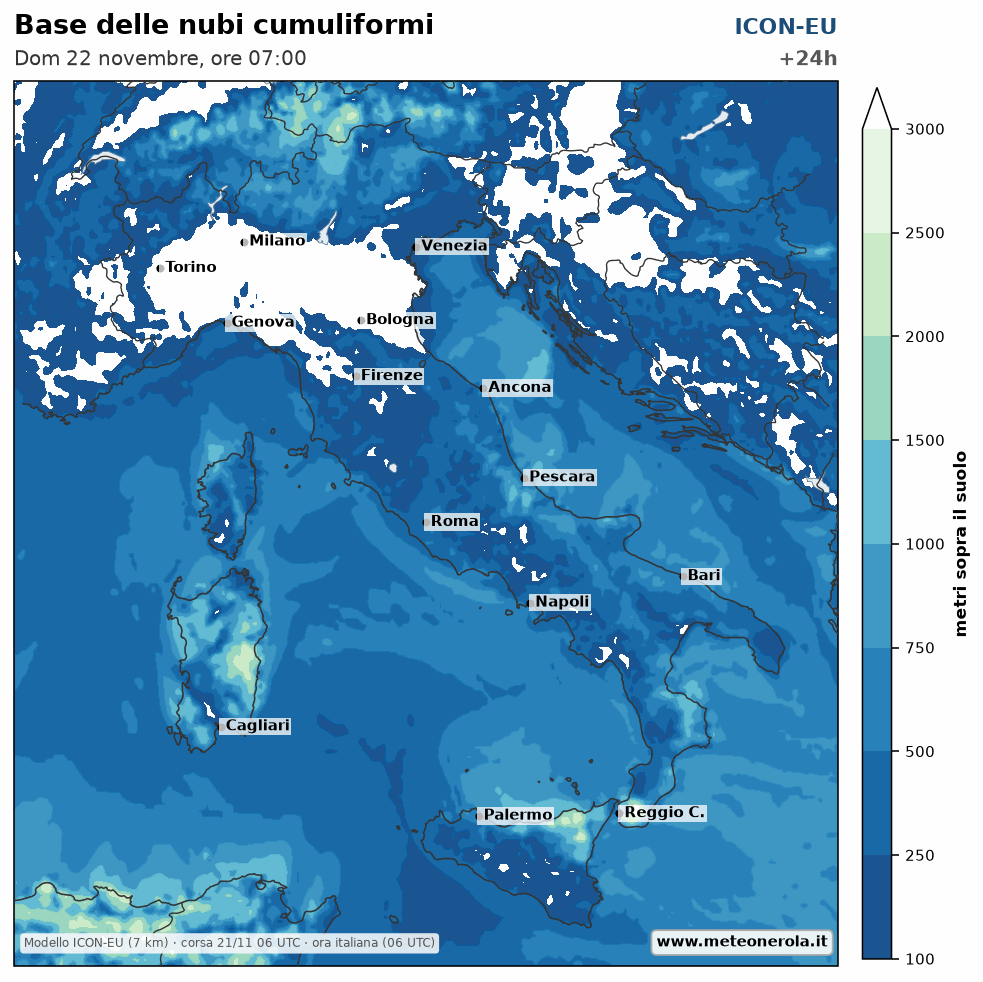 Base delle nubi cumuliformi
ICON-EU
Dom 22 novembre, ore 07:00
+24h
3000
2500
2000
1500
1000
750
500
250
100
metri sopra il suolo
Milano
Venezia
Torino
Genova
Bologna
Firenze
Ancona
Pescara
Roma
Bari
Napoli
Cagliari
Palermo
Reggio C.
Modello ICON-EU (7 km) · corsa 21/11 06 UTC · ora italiana (06 UTC)
www.meteonerola.it